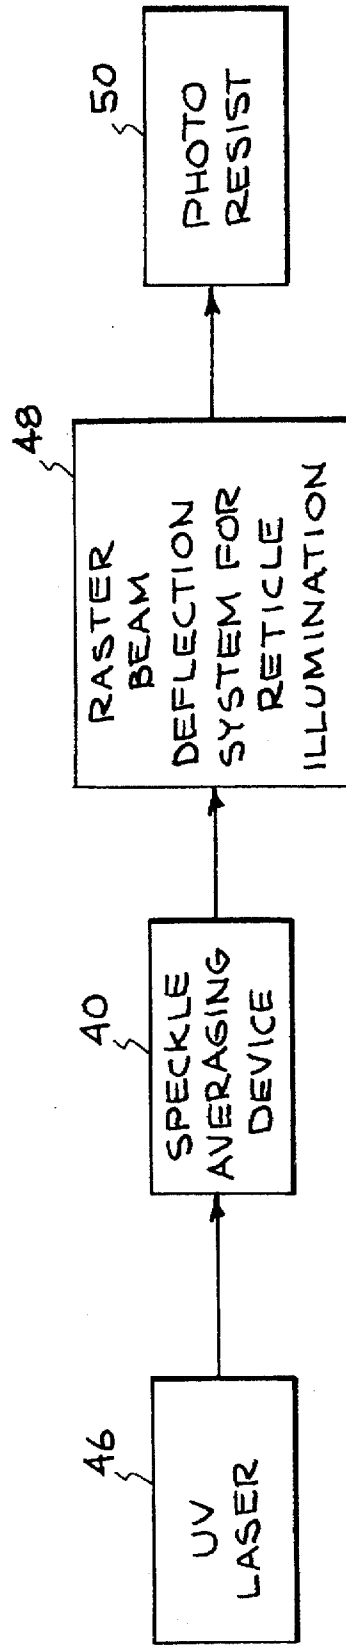 46
UV
LASER
40
SPECKLE
AVERAGING
DEVICE
48
RASTER
BEAM
DEFLECTION
SYSTEM FOR
RETICLE
ILLUMINATION
50
PHOTO
RESIST